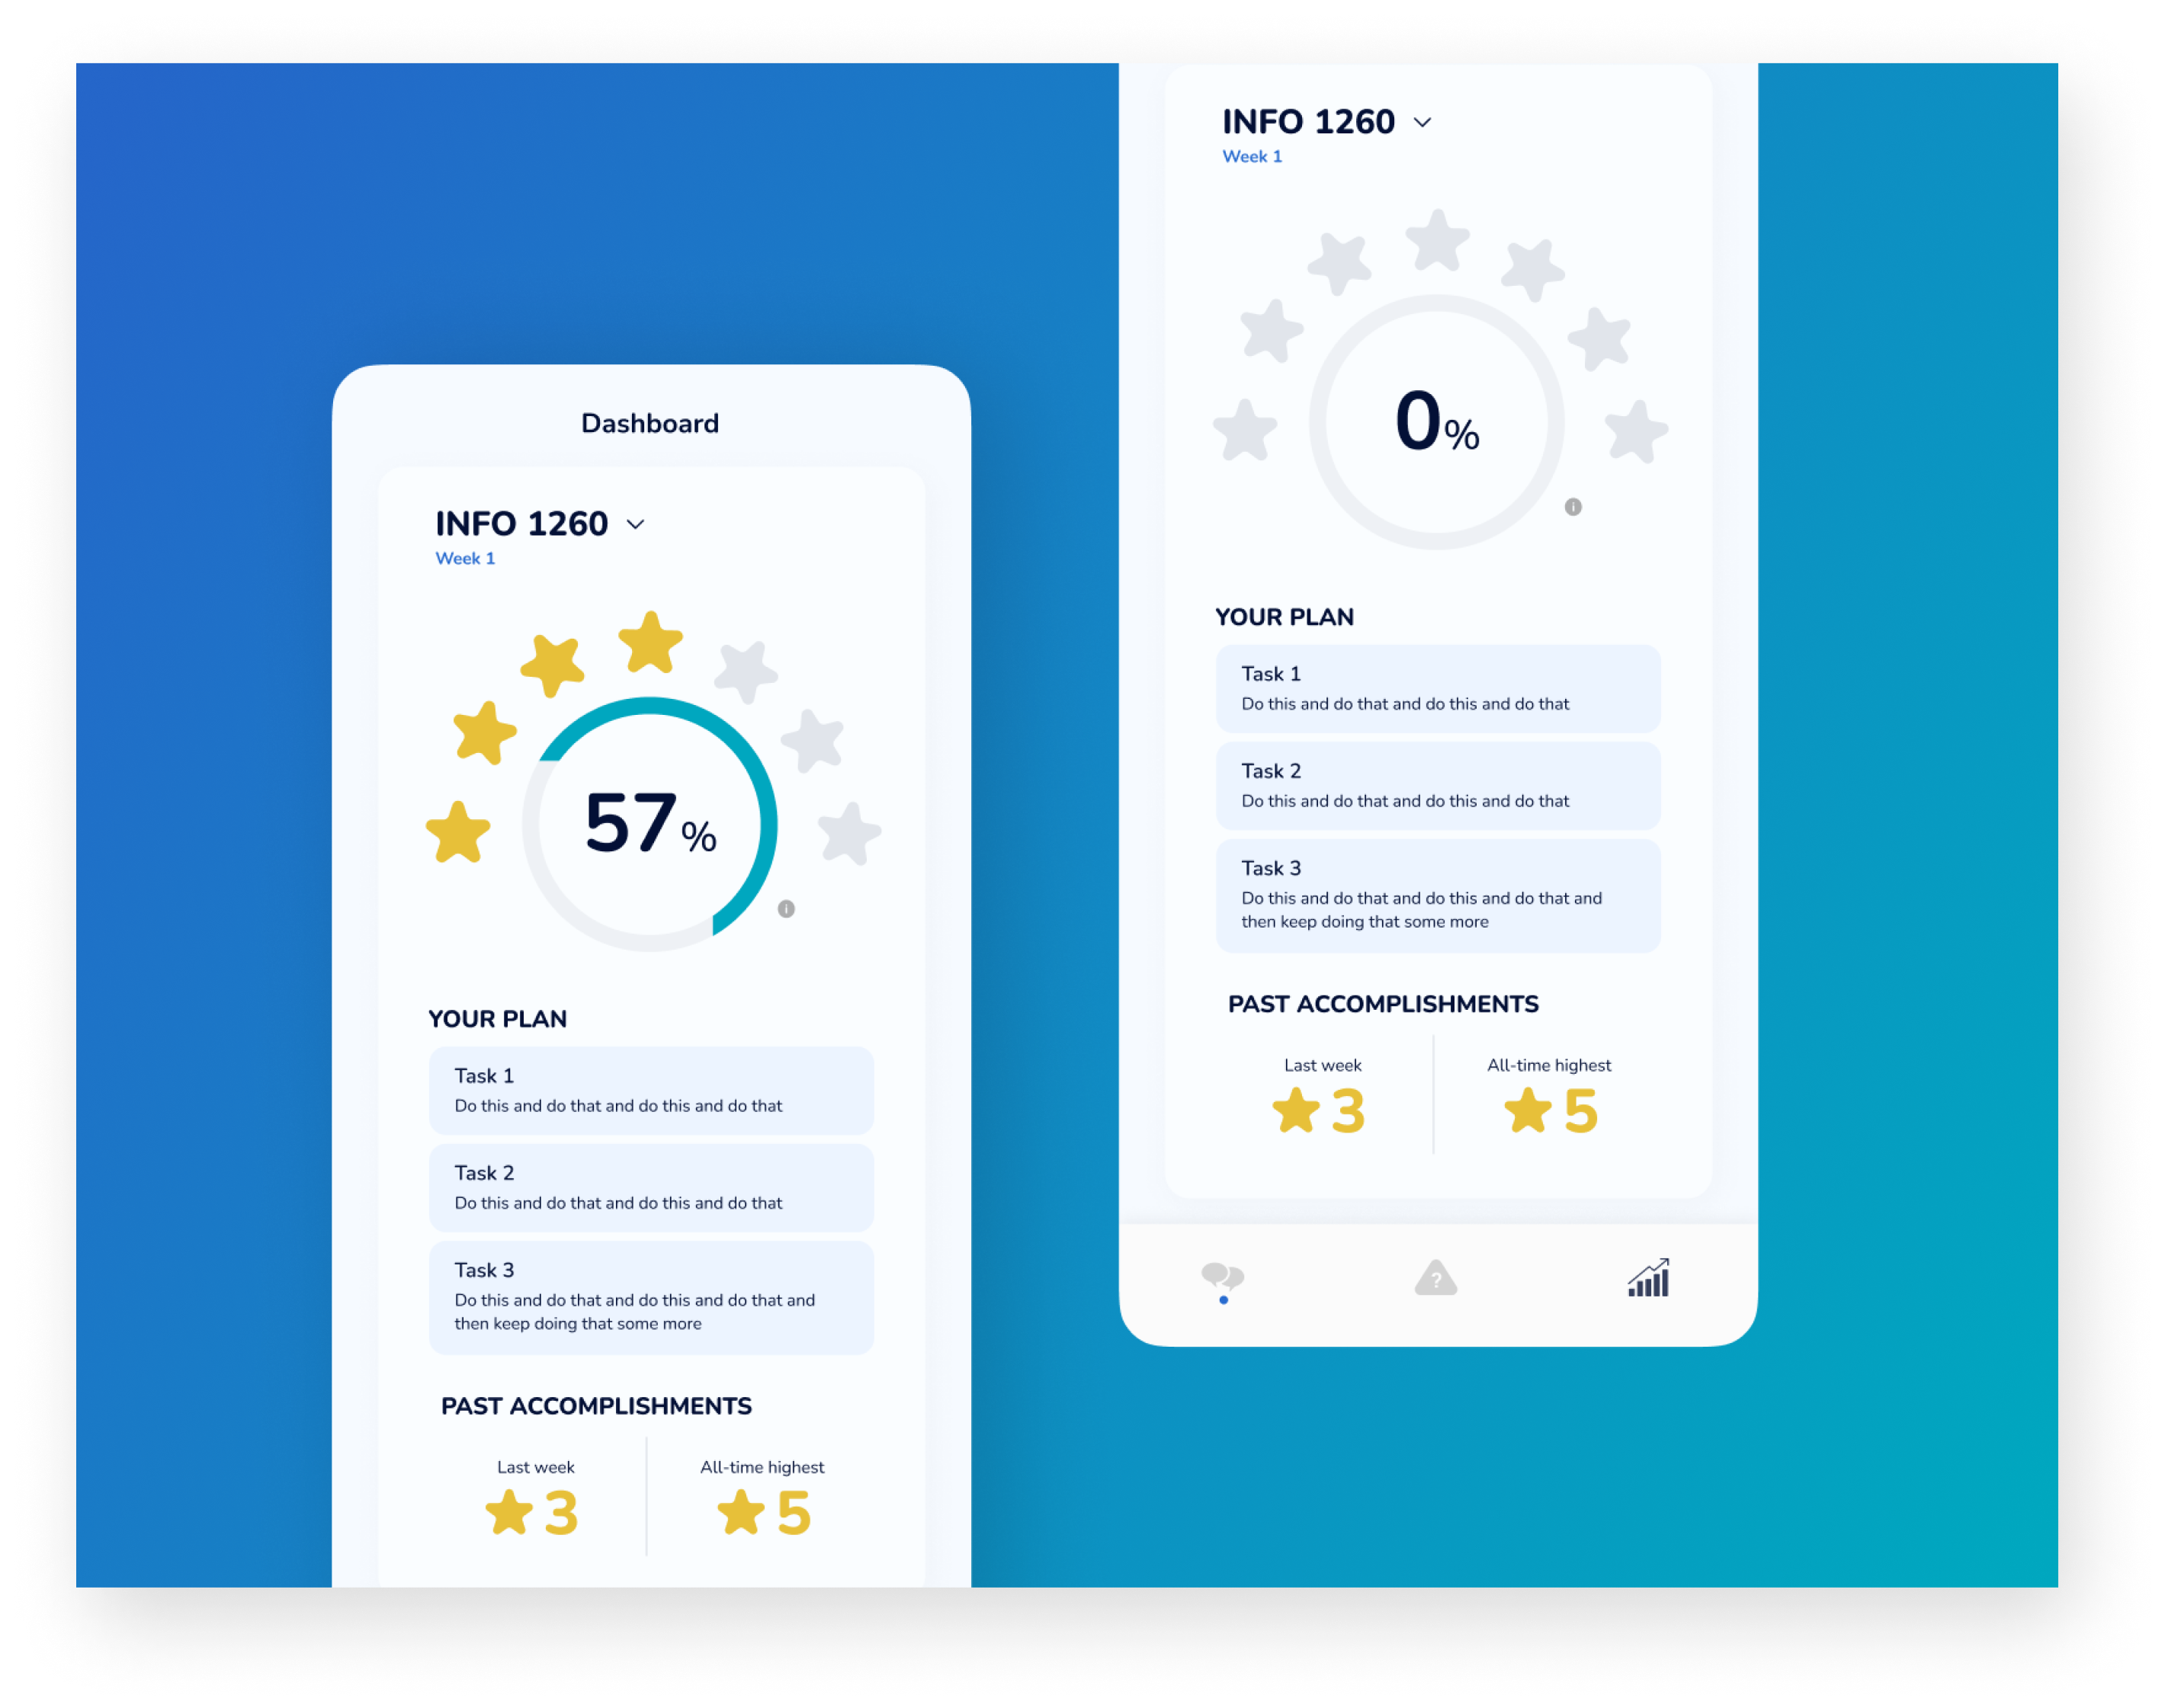 Dashboard
INFO 1260
Week 1
57%
i
YOUR PLAN
Task 1
Do this and do that and do this and do that
Task 2
Do this and do that and do this and do that
Task 3
Do this and do that and do this and do that and
then keep doing that some more
PAST ACCOMPLISHMENTS
Last week
3
All-time highest
5
INFO 1260
Week 1
0%
i
YOUR PLAN
Task 1
Do this and do that and do this and do that
Task 2
Do this and do that and do this and do that
Task 3
Do this and do that and do this and do that and
then keep doing that some more
PAST ACCOMPLISHMENTS
Last week
3
All-time highest
5
?